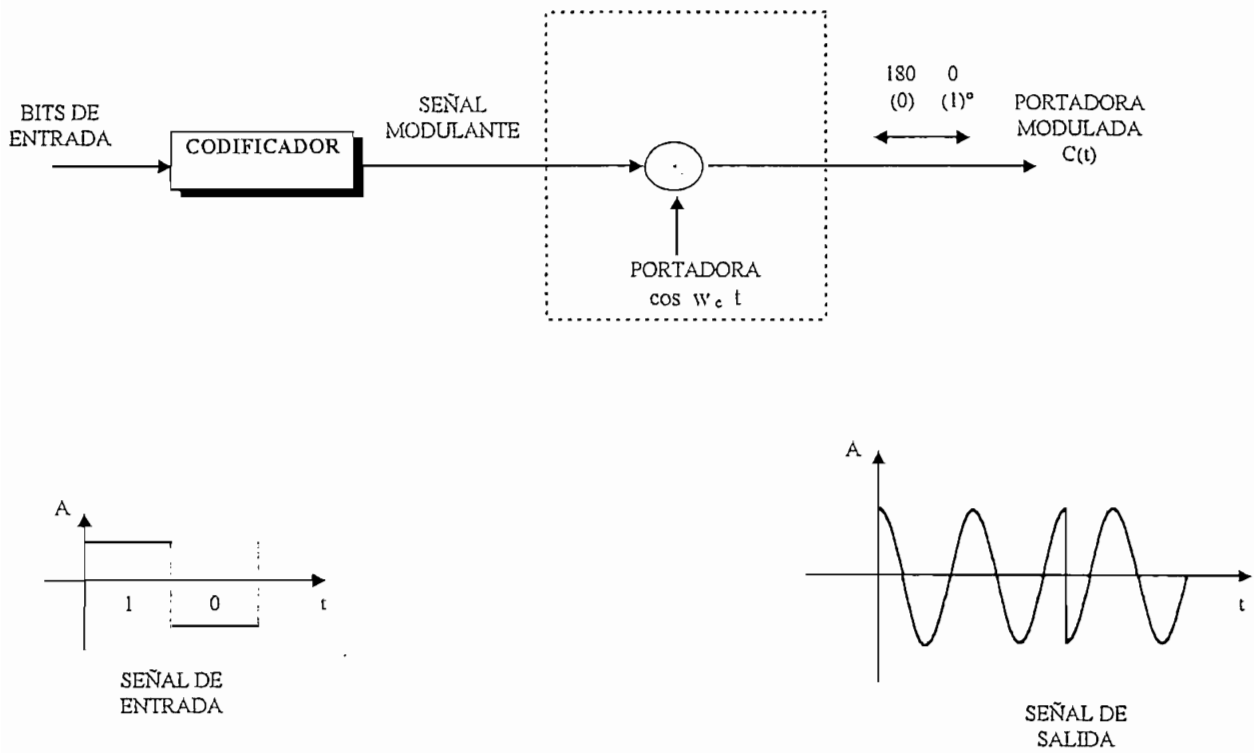 180 0
(0) (1)°
BITS DE
ENTRADA
CODIFICADOR
SEÑAL
MODULANTE
PORTADORA
MODULADA
C(t)
PORTADORA
cos wc t
A
1 0 t
SEÑAL DE
ENTRADA
A
t
SEÑAL DE
SALIDA